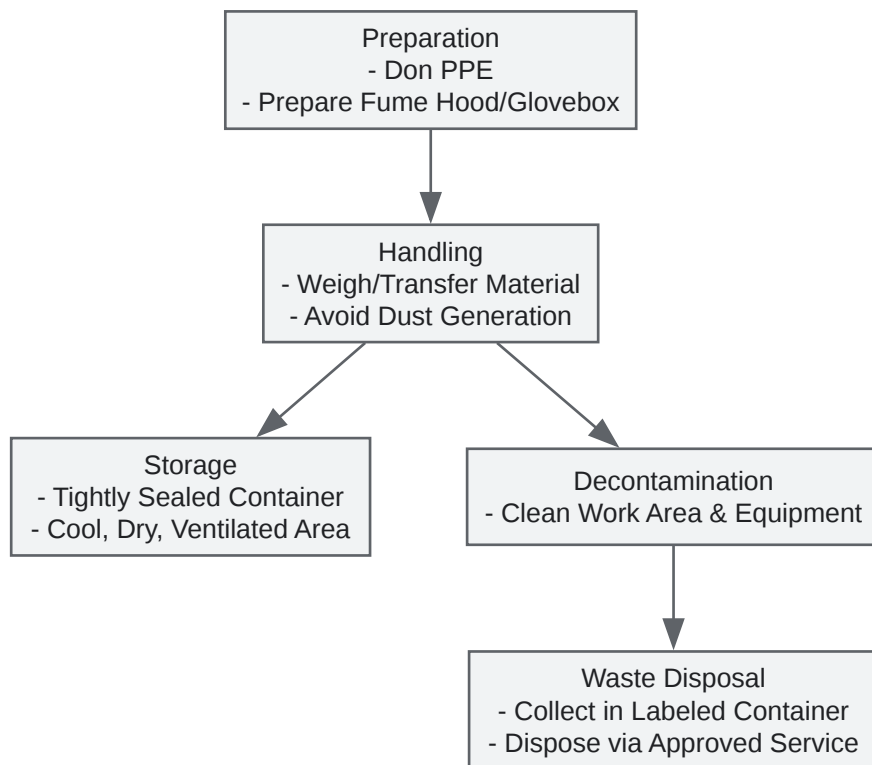 Preparation
- Don PPE
- Prepare Fume Hood/Glovebox
Handling
- Weigh/Transfer Material
- Avoid Dust Generation
Storage
- Tightly Sealed Container
- Cool, Dry, Ventilated Area
Decontamination
- Clean Work Area & Equipment
Waste Disposal
- Collect in Labeled Container
- Dispose via Approved Service